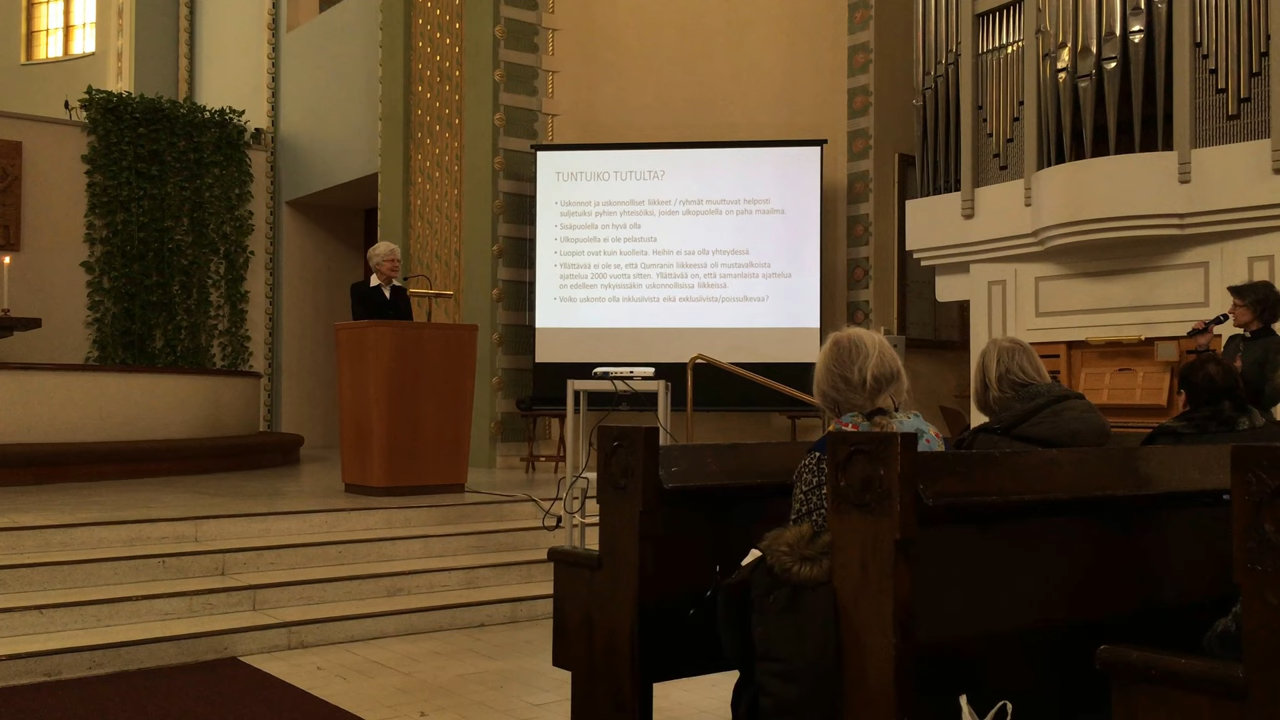 TUNTUIKO TUTULTA?
• Uskonnot ja uskonnolliset liikkeet / ryhmät muuttuvat helposti
suljetuiksi pyhien yhteisöiksi, joiden ulkopuolella on paha maailma.
• Sisäpuolella on hyvä olla
• Ulkopuolella ei ole pelastusta
• Luopiot ovat kuin kuolleita. Heihin ei saa olla yhteydessä.
• Yllättävää ei ole se, että Qumranin liikkeessä oli mustavalkoista
ajattelua 2000 vuotta sitten. Yllättävää on, että samanlaista ajattelua
on edelleen nykyisissäkin uskonnollisissa liikkeissä.
• Voiko uskonto olla inklusiivista eikä exklusiivista/poissulkevaa?